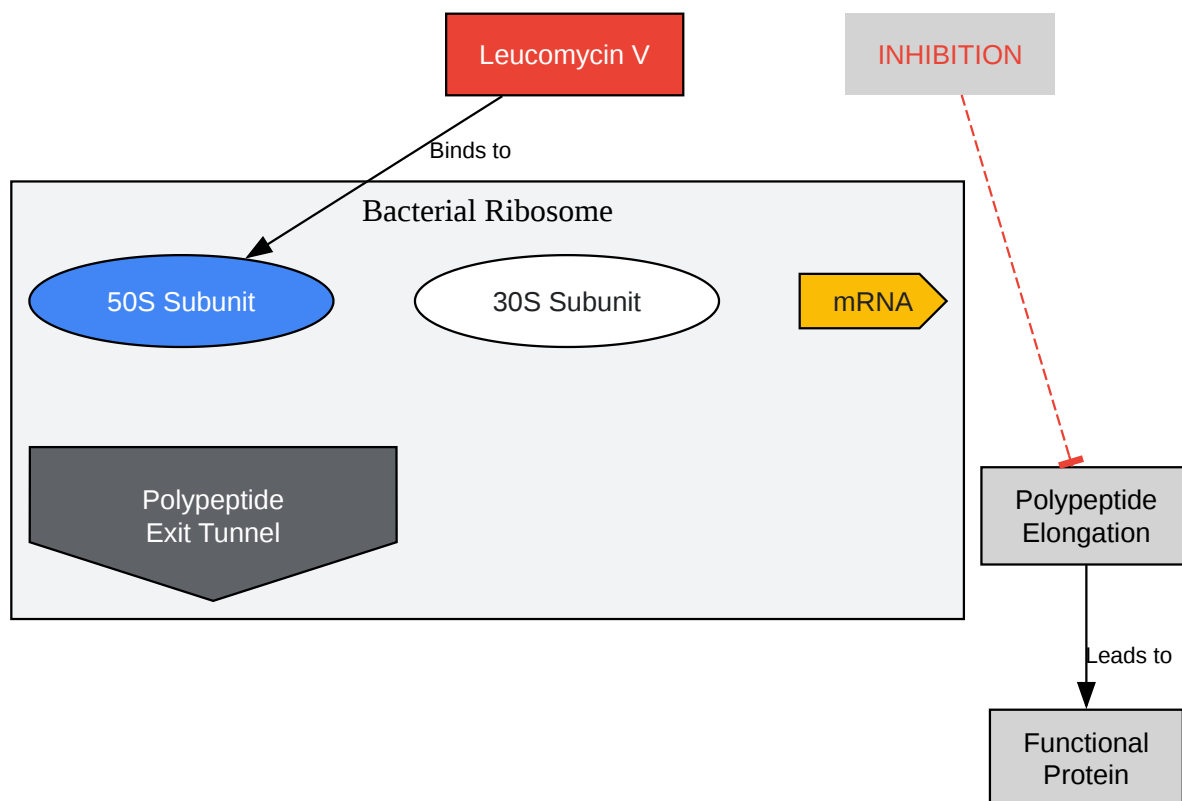 Leucomycin V
INHIBITION
Binds to
Bacterial Ribosome
50S Subunit
30S Subunit
mRNA
Polypeptide
Exit Tunnel
Polypeptide
Elongation
Leads to
Functional
Protein